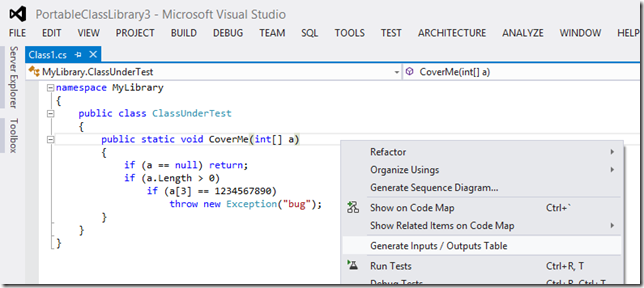 PortableClassLibrary3 - Microsoft Visual Studio
FILE EDIT VIEW PROJECT BUILD DEBUG TEAM SQL TOOLS TEST ARCHITECTURE ANALYZE WINDOW HELP
Server Explorer
Toolbox
Class1.cs
MyLibrary.ClassUnderTest
CoverMe(int[] a)
namespace MyLibrary
{
public class ClassUnderTest
{
public static void CoverMe(int[] a)
{
if (a == null) return;
if (a.Length > 0)
if (a[3] == 1234567890)
throw new Exception("bug");
}
}
}
Refactor
Organize Usings
Generate Sequence Diagram...
Show on Code Map Ctrl+`
Show Related Items on Code Map
Generate Inputs / Outputs Table
Run Tests Ctrl+R, T
Debug Tests Ctrl+R, Ctrl+T